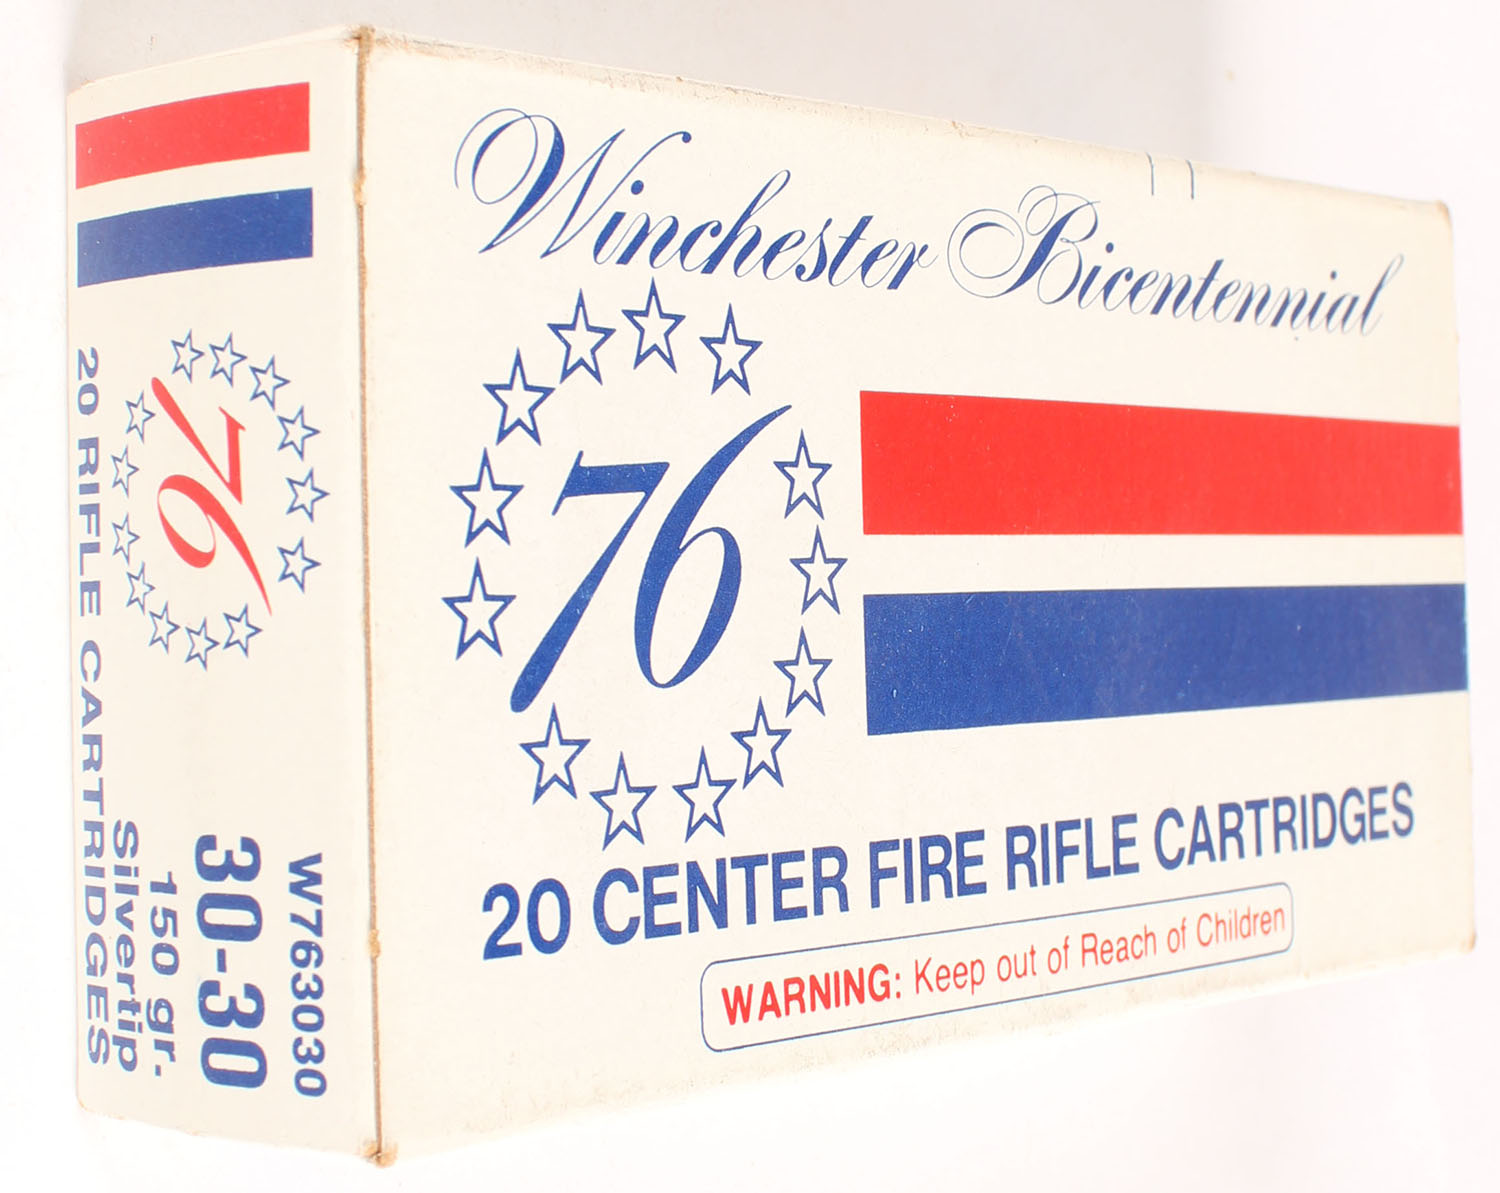 Winchester Bicentennial
76
20 CENTER FIRE RIFLE CARTRIDGES
WARNING: Keep out of Reach of Children
76
W763030
30-30
150 gr.
Silvertip
20 RIFLE CARTRIDGES